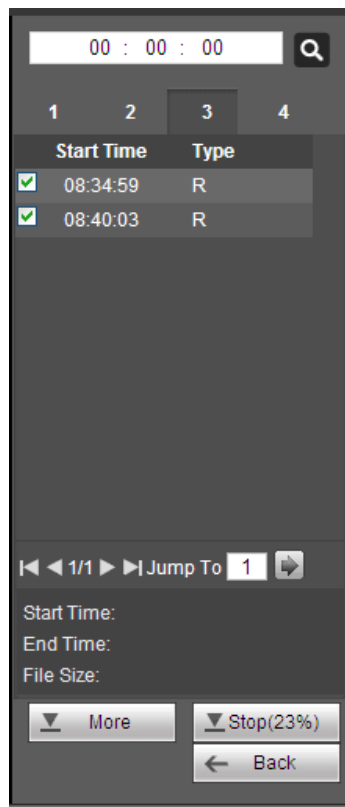 00 : 00 : 00
1 2 3 4
Start Time Type
08:34:59 R
08:40:03 R
1/1 Jump To 1
Start Time:
End Time:
File Size:
More Stop(23%)
Back